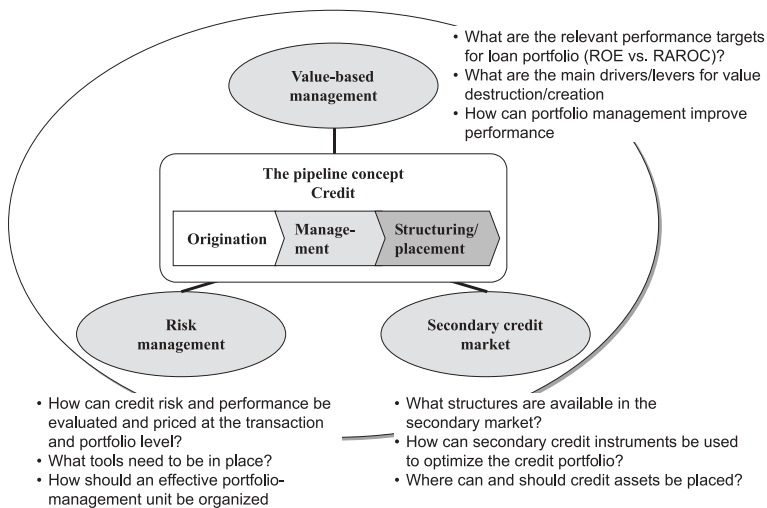 • What are the relevant performance targets
for loan portfolio (ROE vs. RAROC)?
• What are the main drivers/levers for value
destruction/creation
• How can portfolio management improve
performance
Value-based
management
The pipeline concept
Credit
Origination
Manage-
ment
Structuring/
placement
Risk
management
Secondary credit
market
• How can credit risk and performance be
evaluated and priced at the transaction
and portfolio level?
• What tools need to be in place?
• How should an effective portfolio-
management unit be organized
• What structures are available in the
secondary market?
• How can secondary credit instruments be used
to optimize the credit portfolio?
• Where can and should credit assets be placed?